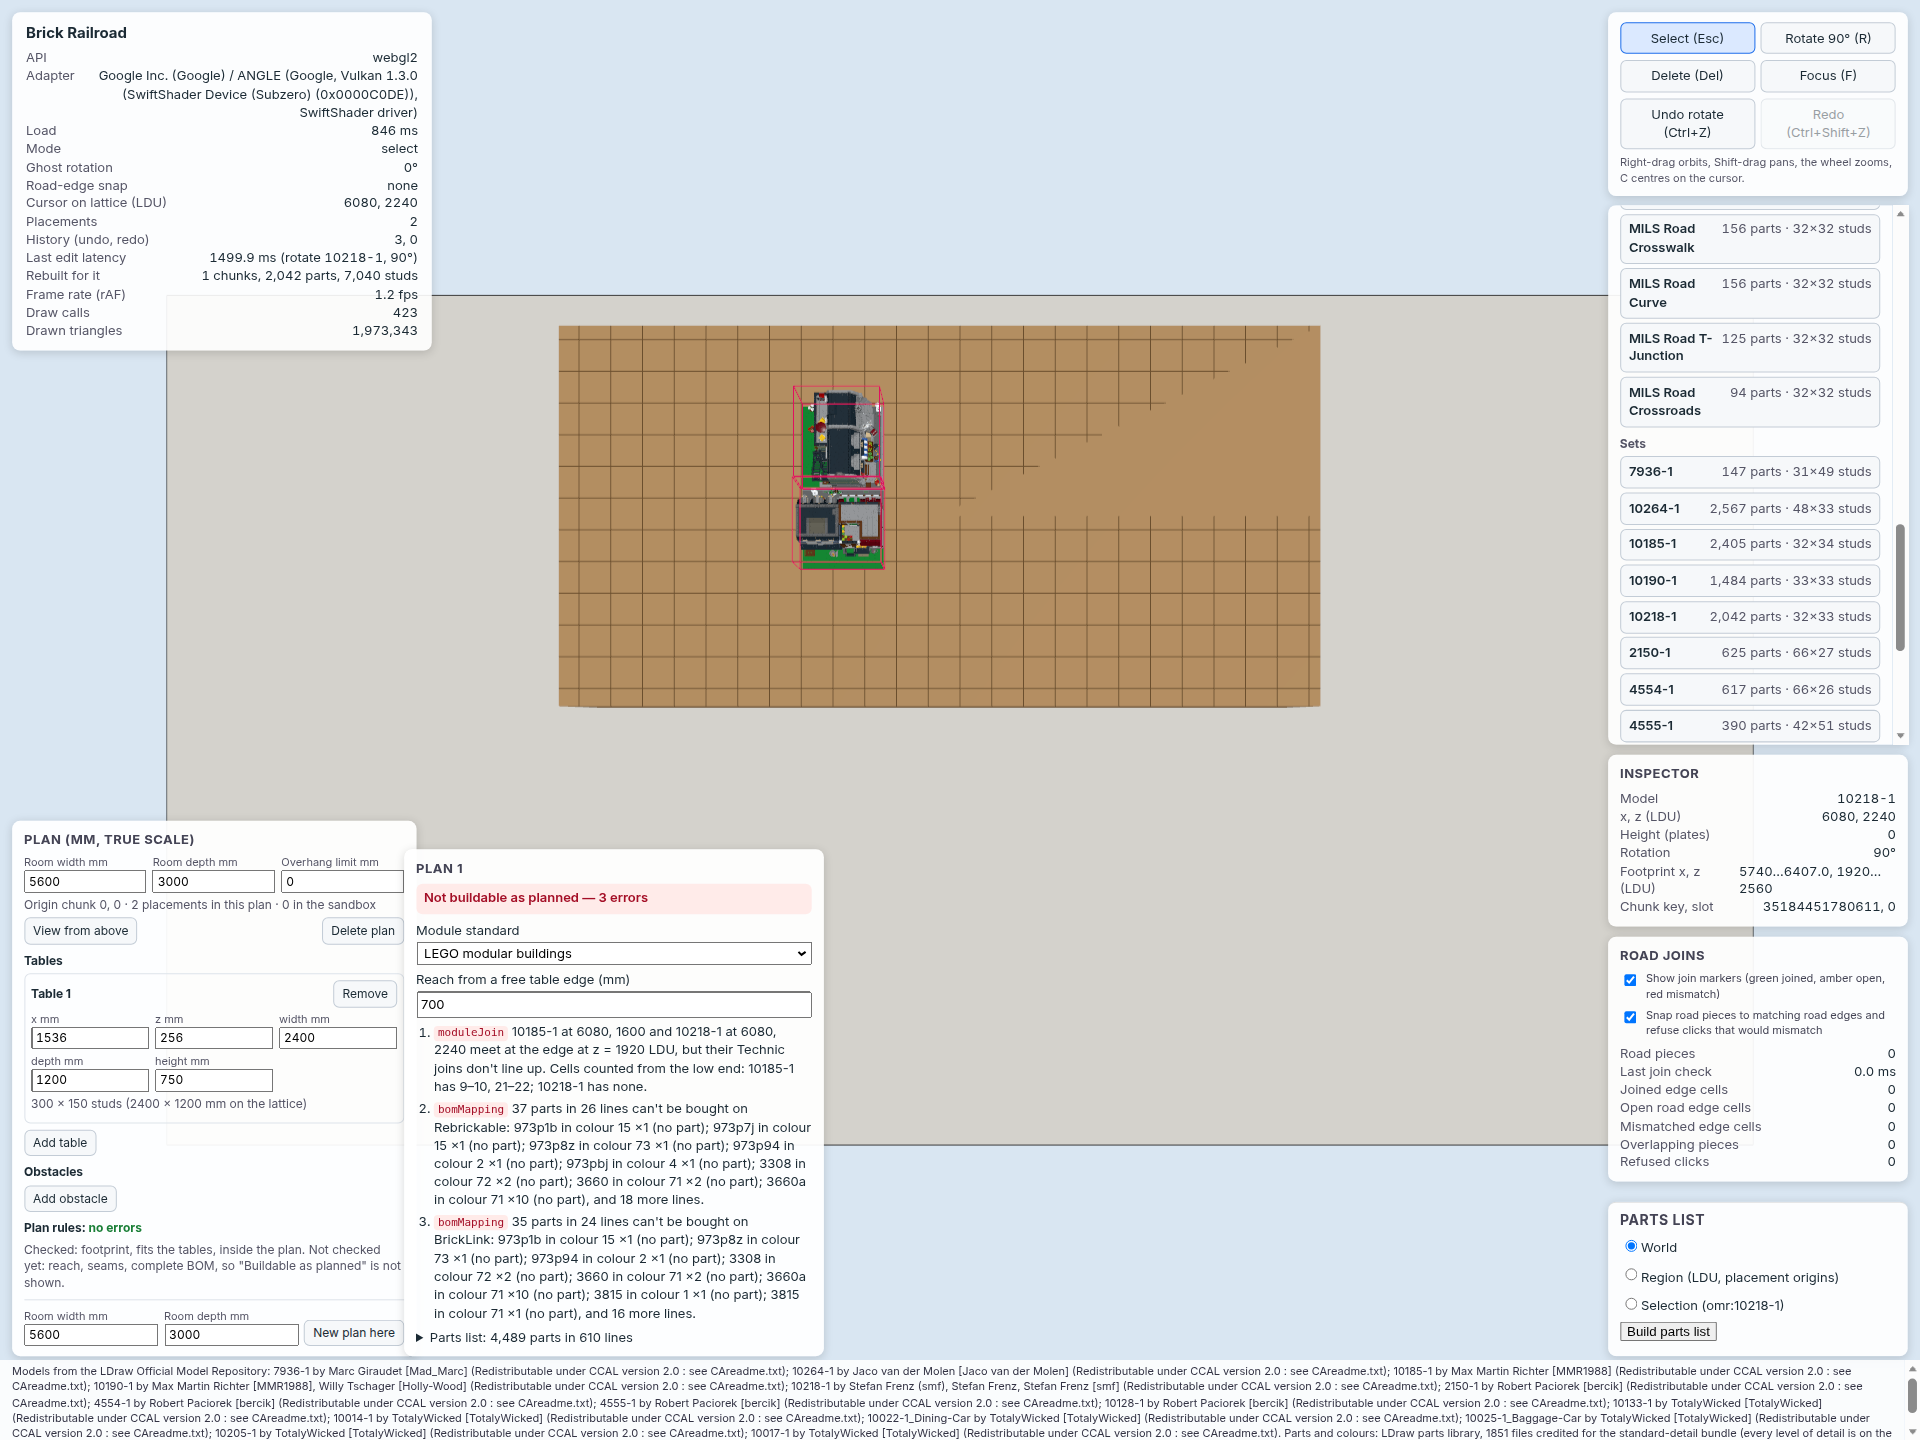 Brick Railroad
API webgl2
Adapter Google Inc. (Google) / ANGLE (Google, Vulkan 1.3.0
(SwiftShader Device (Subzero) (0x0000C0DE)),
SwiftShader driver)
Load 846 ms
Mode select
Ghost rotation 0°
Road-edge snap none
Cursor on lattice (LDU) 6080, 2240
Placements 2
History (undo, redo) 3, 0
Last edit latency 1499.9 ms (rotate 10218-1, 90°)
Rebuilt for it 1 chunks, 2,042 parts, 7,040 studs
Frame rate (rAF) 1.2 fps
Draw calls 423
Drawn triangles 1,973,343
PLAN (MM, TRUE SCALE)
Room width mm Room depth mm Overhang limit mm
5600 3000 0
Origin chunk 0, 0 · 2 placements in this plan · 0 in the sandbox
View from above Delete plan
Tables
Table 1 Remove
x mm z mm width mm
1536 256 2400
depth mm height mm
1200 750
300 × 150 studs (2400 × 1200 mm on the lattice)
Add table
Obstacles
Add obstacle
Plan rules: no errors
Checked: footprint, fits the tables, inside the plan. Not checked
yet: reach, seams, complete BOM, so "Buildable as planned" is not
shown.
Room width mm Room depth mm
5600 3000 New plan here
PLAN 1
Not buildable as planned — 3 errors
Module standard
LEGO modular buildings
Reach from a free table edge (mm)
700
1. moduleJoin 10185-1 at 6080, 1600 and 10218-1 at 6080,
2240 meet at the edge at z = 1920 LDU, but their Technic
joins don't line up. Cells counted from the low end: 10185-1
has 9–10, 21–22; 10218-1 has none.
2. bomMapping 37 parts in 26 lines can't be bought on
Rebrickable: 973p1b in colour 15 ×1 (no part); 973p7j in colour
15 ×1 (no part); 973p8z in colour 73 ×1 (no part); 973p94 in
colour 2 ×1 (no part); 973pbj in colour 4 ×1 (no part); 3308 in
colour 72 ×2 (no part); 3660 in colour 71 ×2 (no part); 3660a
in colour 71 ×10 (no part), and 18 more lines.
3. bomMapping 35 parts in 24 lines can't be bought on
BrickLink: 973p1b in colour 15 ×1 (no part); 973p8z in colour
73 ×1 (no part); 973p94 in colour 2 ×1 (no part); 3308 in
colour 72 ×2 (no part); 3660 in colour 71 ×2 (no part); 3660a
in colour 71 ×10 (no part); 3815 in colour 1 ×1 (no part); 3815
in colour 71 ×1 (no part), and 16 more lines.
Parts list: 4,489 parts in 610 lines
Select (Esc) Rotate 90° (R)
Delete (Del) Focus (F)
Undo rotate (Ctrl+Z) Redo (Ctrl+Shift+Z)
Right-drag orbits, Shift-drag pans, the wheel zooms,
C centres on the cursor.
MILS Road Crosswalk 156 parts · 32×32 studs
MILS Road Curve 156 parts · 32×32 studs
MILS Road T-Junction 125 parts · 32×32 studs
MILS Road Crossroads 94 parts · 32×32 studs
Sets
7936-1 147 parts · 31×49 studs
10264-1 2,567 parts · 48×33 studs
10185-1 2,405 parts · 32×34 studs
10190-1 1,484 parts · 33×33 studs
10218-1 2,042 parts · 32×33 studs
2150-1 625 parts · 66×27 studs
4554-1 617 parts · 66×26 studs
4555-1 390 parts · 42×51 studs
INSPECTOR
Model 10218-1
x, z (LDU) 6080, 2240
Height (plates) 0
Rotation 90°
Footprint x, z (LDU) 5740…6407.0, 1920…2560
Chunk key, slot 35184451780611, 0
ROAD JOINS
Show join markers (green joined, amber open,
red mismatch)
Snap road pieces to matching road edges and
refuse clicks that would mismatch
Road pieces 0
Last join check 0.0 ms
Joined edge cells 0
Open road edge cells 0
Mismatched edge cells 0
Overlapping pieces 0
Refused clicks 0
PARTS LIST
World
Region (LDU, placement origins)
Selection (omr:10218-1)
Build parts list
Models from the LDraw Official Model Repository: 7936-1 by Marc Giraudet [Mad_Marc] (Redistributable under CCAL version 2.0 : see CAreadme.txt); 10264-1 by Jaco van der Molen [Jaco van der Molen] (Redistributable under CCAL version 2.0 : see CAreadme.txt); 10185-1 by Max Martin Richter [MMR1988] (Redistributable under CCAL version 2.0 : see
CAreadme.txt); 10190-1 by Max Martin Richter [MMR1988], Willy Tschager [Holly-Wood] (Redistributable under CCAL version 2.0 : see CAreadme.txt); 10218-1 by Stefan Frenz (smf), Stefan Frenz, Stefan Frenz [smf] (Redistributable under CCAL version 2.0 : see CAreadme.txt); 2150-1 by Robert Paciorek [bercik] (Redistributable under CCAL version 2.0 : see
CAreadme.txt); 4554-1 by Robert Paciorek [bercik] (Redistributable under CCAL version 2.0 : see CAreadme.txt); 4555-1 by Robert Paciorek [bercik] (Redistributable under CCAL version 2.0 : see CAreadme.txt); 10128-1 by Robert Paciorek [bercik] (Redistributable under CCAL version 2.0 : see CAreadme.txt); 10133-1 by TotalyWicked [TotalyWicked]
(Redistributable under CCAL version 2.0 : see CAreadme.txt); 10014-1 by TotalyWicked [TotalyWicked] (Redistributable under CCAL version 2.0 : see CAreadme.txt); 10022-1_Dining-Car by TotalyWicked [TotalyWicked] (Redistributable under CCAL version 2.0 : see CAreadme.txt); 10025-1_Baggage-Car by TotalyWicked [TotalyWicked] (Redistributable under
CCAL version 2.0 : see CAreadme.txt); 10205-1 by TotalyWicked [TotalyWicked] (Redistributable under CCAL version 2.0 : see CAreadme.txt); 10017-1 by TotalyWicked [TotalyWicked] (Redistributable under CCAL version 2.0 : see CAreadme.txt). Parts and colours: LDraw parts library, 1851 files credited for the standard-detail bundle (every level of detail is on the